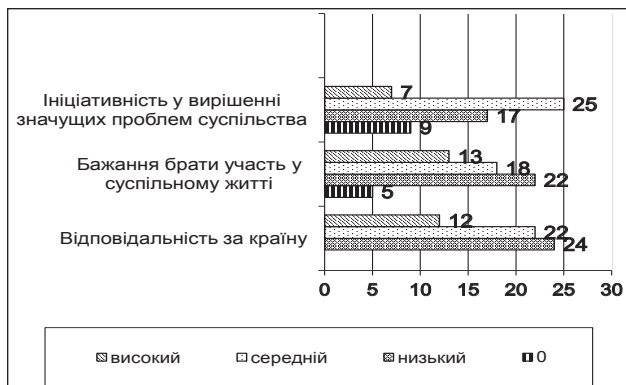 7
Ініціативність у вирішенні
25
значущих проблем суспільства
17
9
13
Бажання брати участь у
18
суспільному житті
22
5
12
Відповідальність за країну
22
24
0 5 10 15 20 25 30
високий середній низький 0